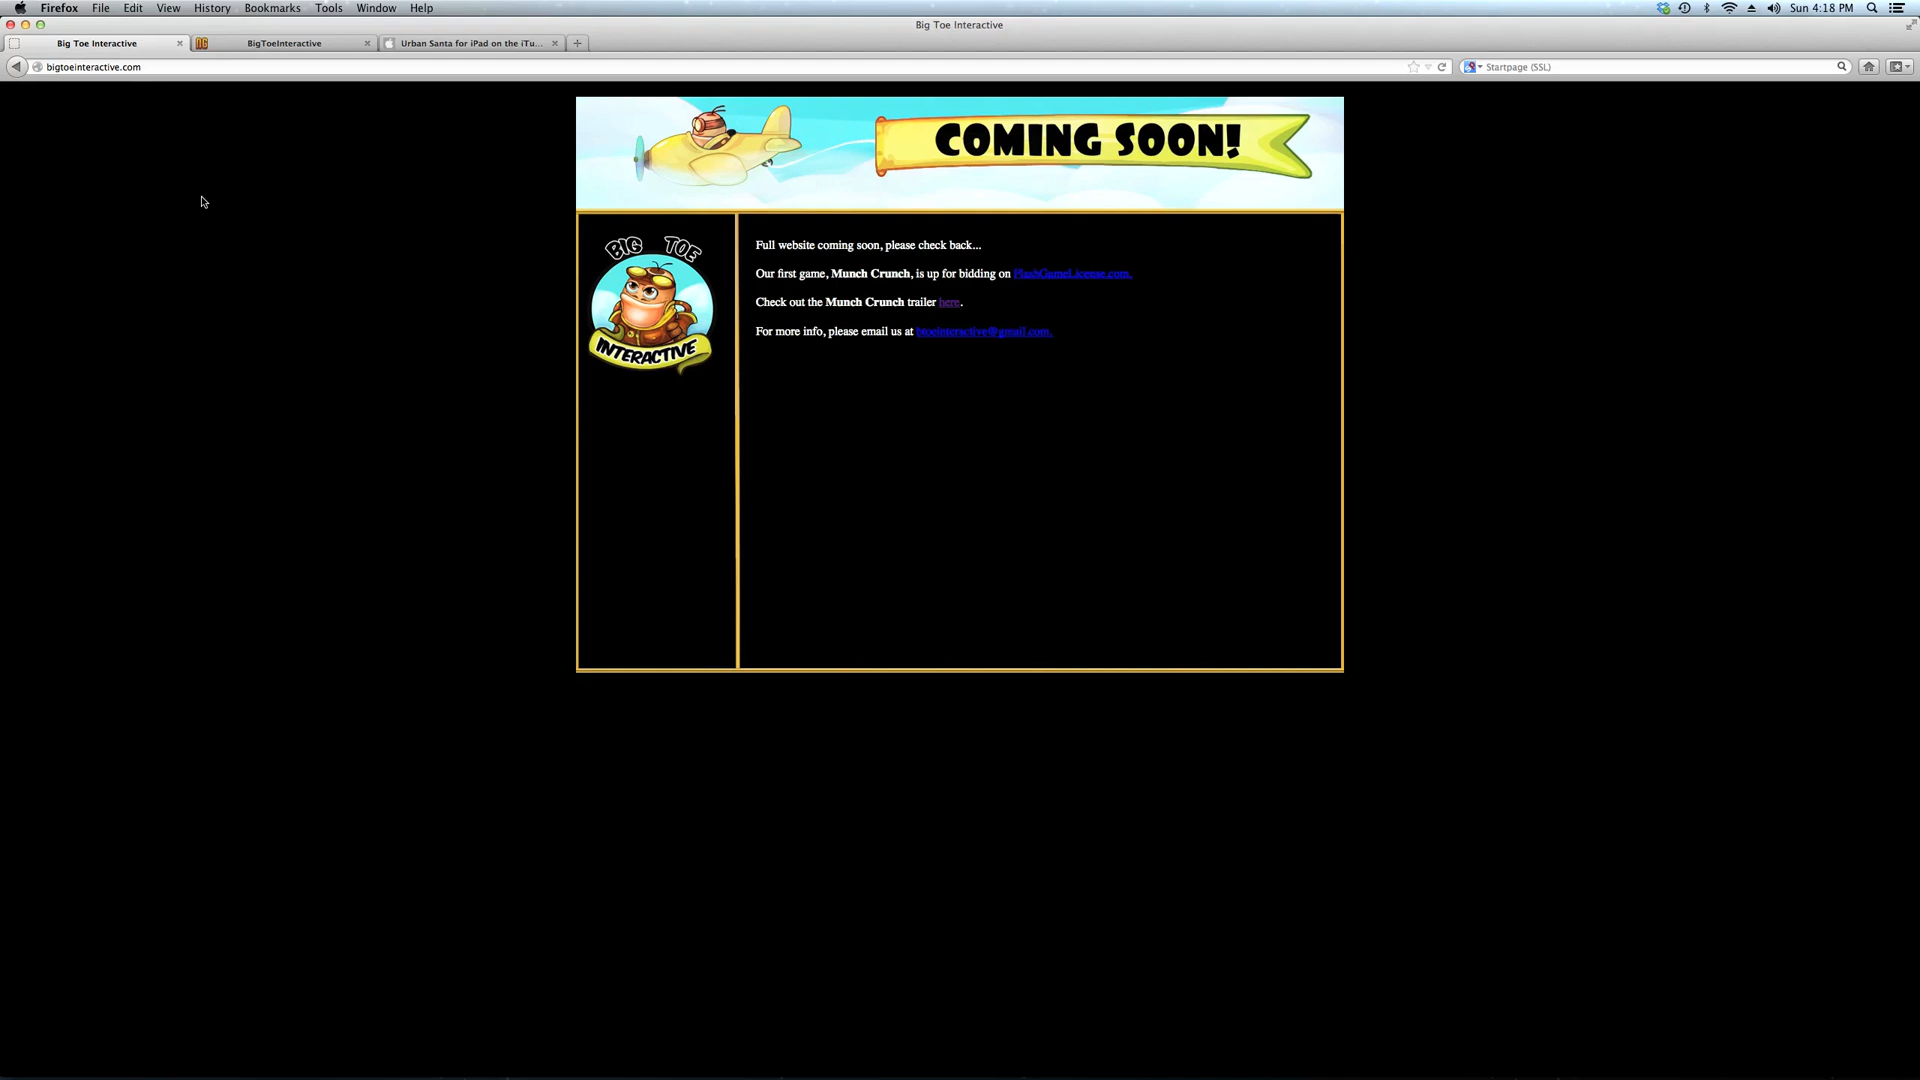 Firefox File Edit View History Bookmarks Tools Window Help Sun 4:18 PM
Big Toe Interactive
Big Toe Interactive BigToeInteractive Urban Santa for iPad on the iTu...
bigtoeinteractive.com Startpage (SSL)
COMING SOON!
BIG TOE
INTERACTIVE
Full website coming soon, please check back...
Our first game, Munch Crunch, is up for bidding on FlashGameLicense.com.
Check out the Munch Crunch trailer here.
For more info, please email us at btoeinteractive@gmail.com.